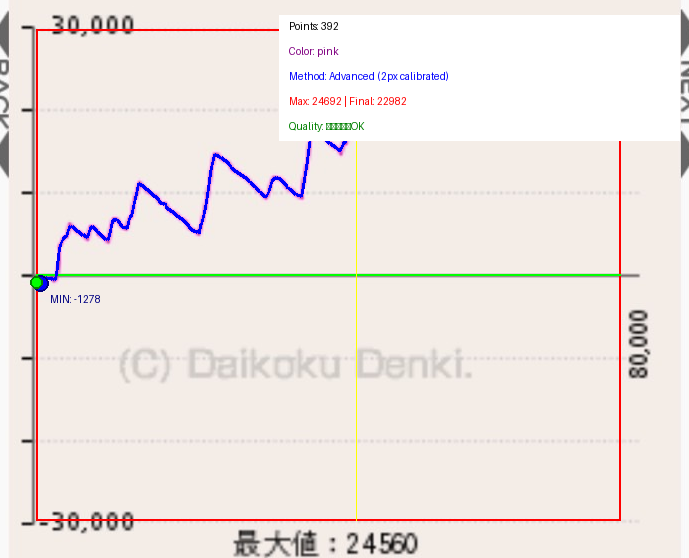 30,000
Points: 392
Color: pink
Method: Advanced (2px calibrated)
Max: 24692 | Final: 22982
Quality: OK
BACK
NEXT
MIN: -1278
80,000
(C) Daikoku Denki.
-30,000
最大値：24560